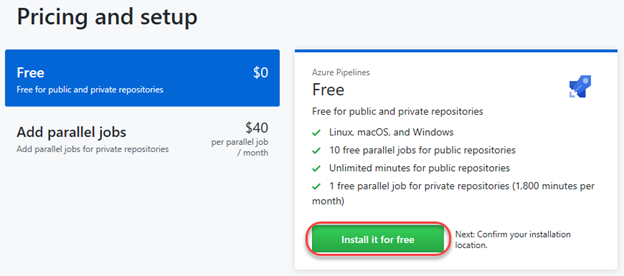 Pricing and setup
Free
$0
Free for public and private repositories
Add parallel jobs
$40
Add parallel jobs for private repositories
per parallel job
/ month
Azure Pipelines
Free
Free for public and private repositories
Linux, macOS, and Windows
10 free parallel jobs for public repositories
Unlimited minutes for public repositories
1 free parallel job for private repositories (1,800 minutes per
month)
Install it for free
Next: Confirm your installation
location.